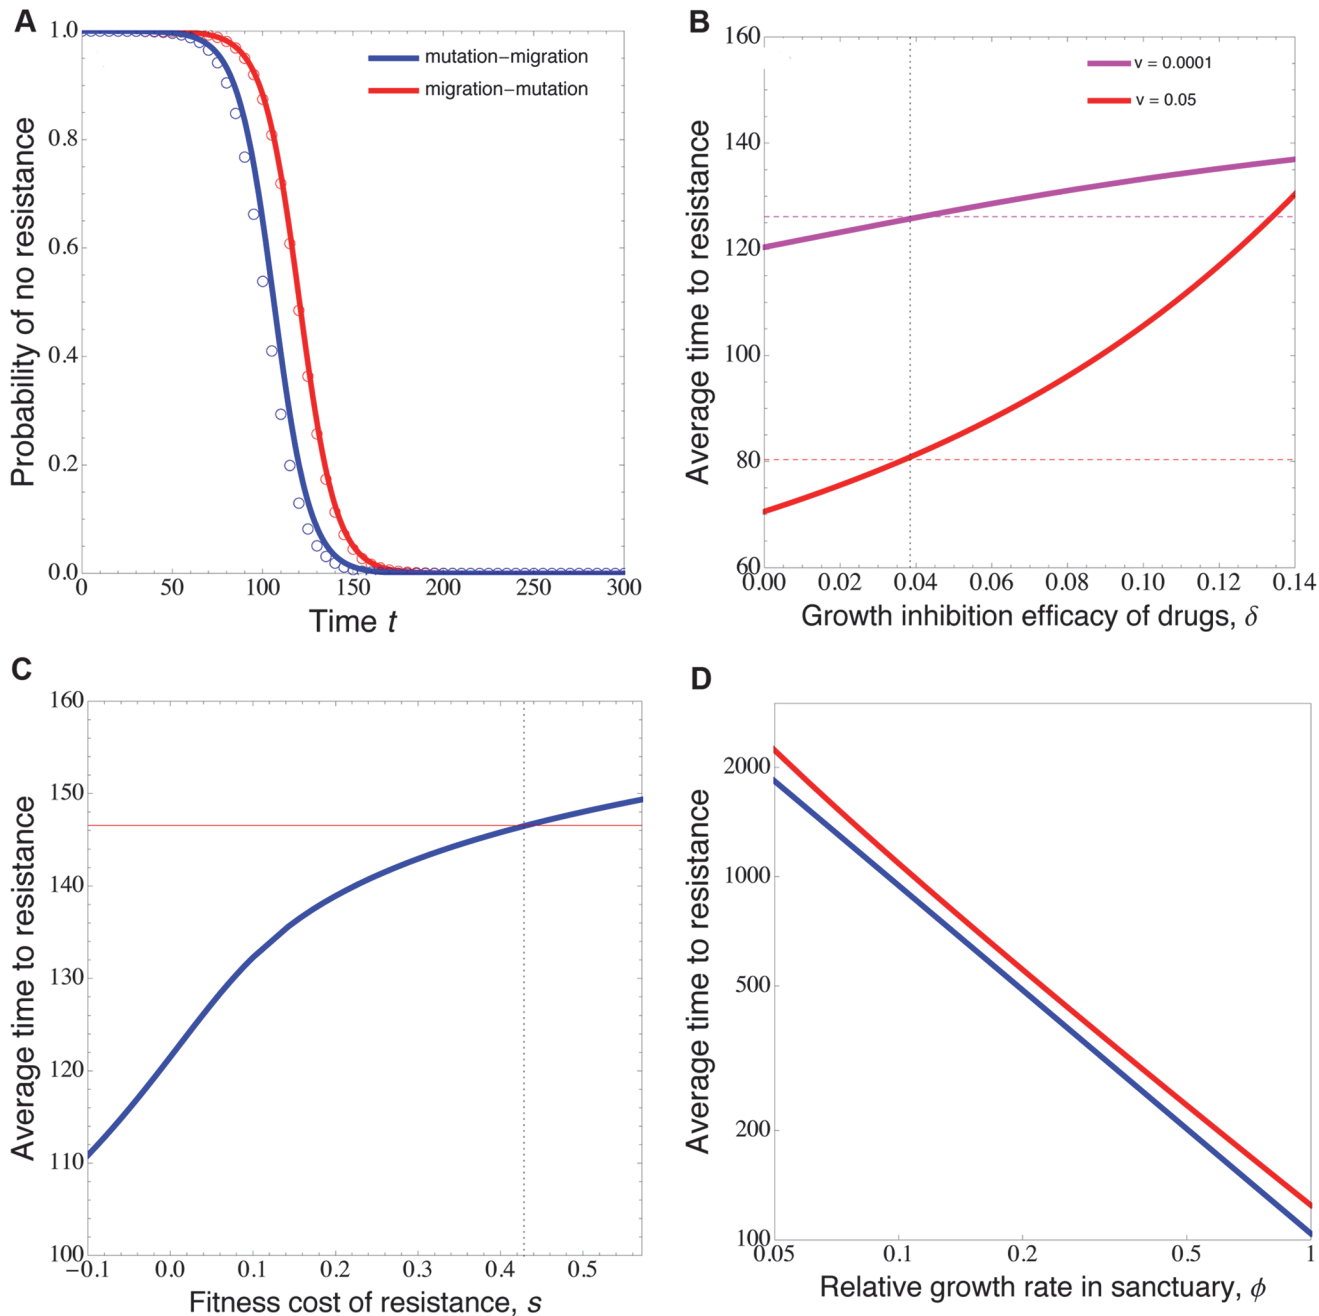 A
1.0
0.8
0.6
0.4
0.2
0.0
Probability of no resistance
mutation−migration
migration−mutation
0 50 100 150 200 250 300
Time t
B
160
140
120
100
80
60
Average time to resistance
v = 0.0001
v = 0.05
0.00 0.02 0.04 0.06 0.08 0.10 0.12 0.14
Growth inhibition efficacy of drugs, δ
C
160
150
140
130
120
110
100
Average time to resistance
−0.1 0.0 0.1 0.2 0.3 0.4 0.5
Fitness cost of resistance, s
D
2000
1000
500
200
100
Average time to resistance
0.05 0.1 0.2 0.5 1
Relative growth rate in sanctuary, ϕ